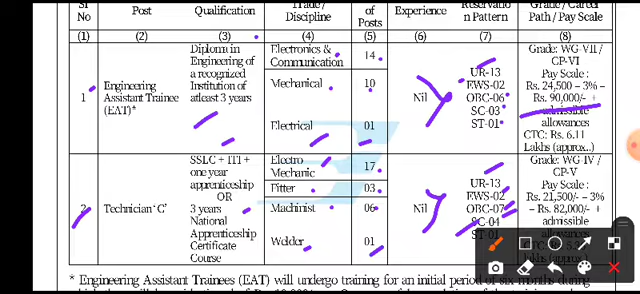 Sl No
Post
Qualification
Trade/ Discipline
of Posts
Experience
Reservation Pattern
Grade / Career Path / Pay Scale
(1) (2) (3) (4) (5) (6) (7) (8)
1
Engineering
Assistant Trainee
(EAT)*
Diploma in
Engineering of
a recognized
Institution of
atleast 3 years
Electronics &
Communication
14
Mechanical
10
Electrical
01
Nil
UR-13
EWS-02
OBC-06
SC-03
ST-01
Grade: WG-VII /
CP-VI
Pay Scale :
Rs. 24,500 – 3% –
Rs. 90,000/- +
admissible
allowances
CTC: Rs. 6.11
Lakhs (approx..)
2
Technician 'C'
SSLC + ITI +
one year
apprenticeship
OR
3 years
National
Apprenticeship
Certificate
Course
Electro
Mechanic
17
Fitter
03
Machinist
06
Welder
01
Nil
UR-13
EWS-02
OBC-07
SC-04
ST-01
Grade: WG-IV /
CP-V
Pay Scale :
Rs. 21,500/- – 3%
– Rs. 82,000/- +
admissible
allowances
* Engineering Assistant Trainees (EAT) will undergo training for an initial period of six months during